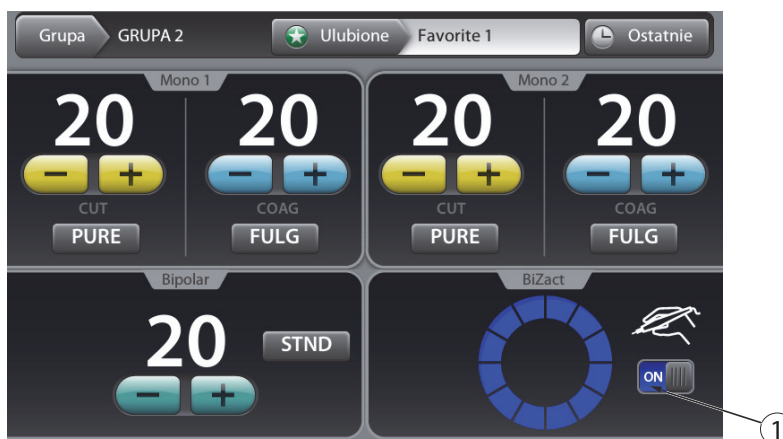 Grupa GRUPA 2 Ulubione Favorite 1 Ostatnie
Mono 1 Mono 2
20 20 20 20
− + − + − + − +
CUT COAG CUT COAG
PURE FULG PURE FULG
Bipolar BiZact
20 STND
− + ON
1